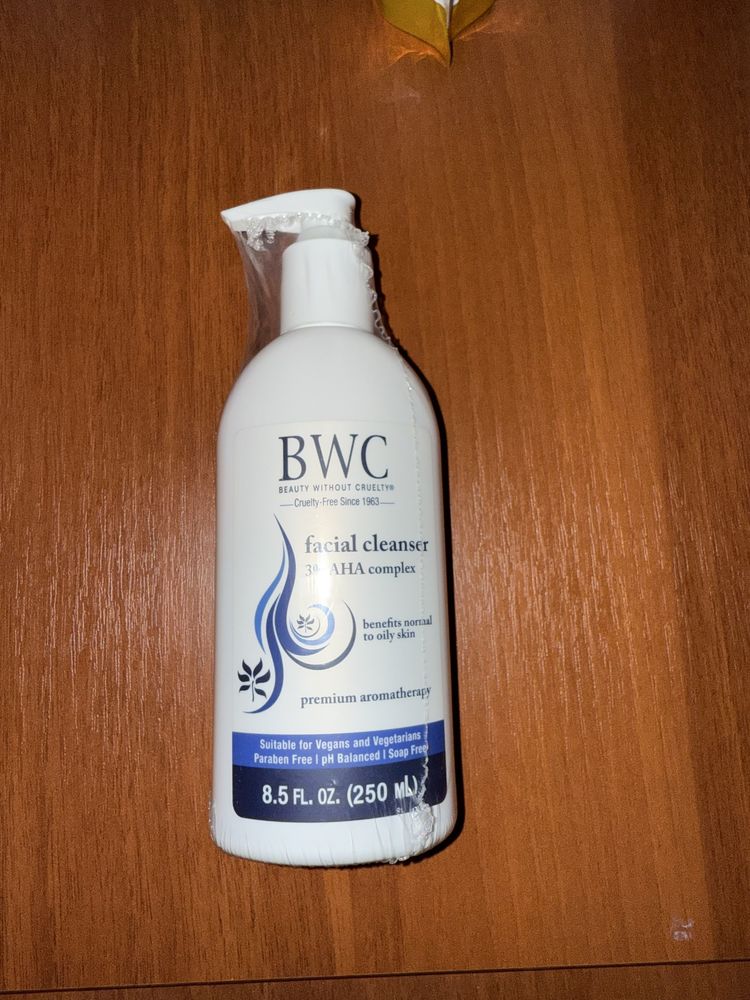 BWC
BEAUTY WITHOUT CRUELTY®
Cruelty-Free Since 1963
facial cleanser
3% AHA complex
benefits normal
to oily skin
premium aromatherapy
Suitable for Vegans and Vegetarians
Paraben Free | pH Balanced | Soap Free
8.5 FL. OZ. (250 mL)